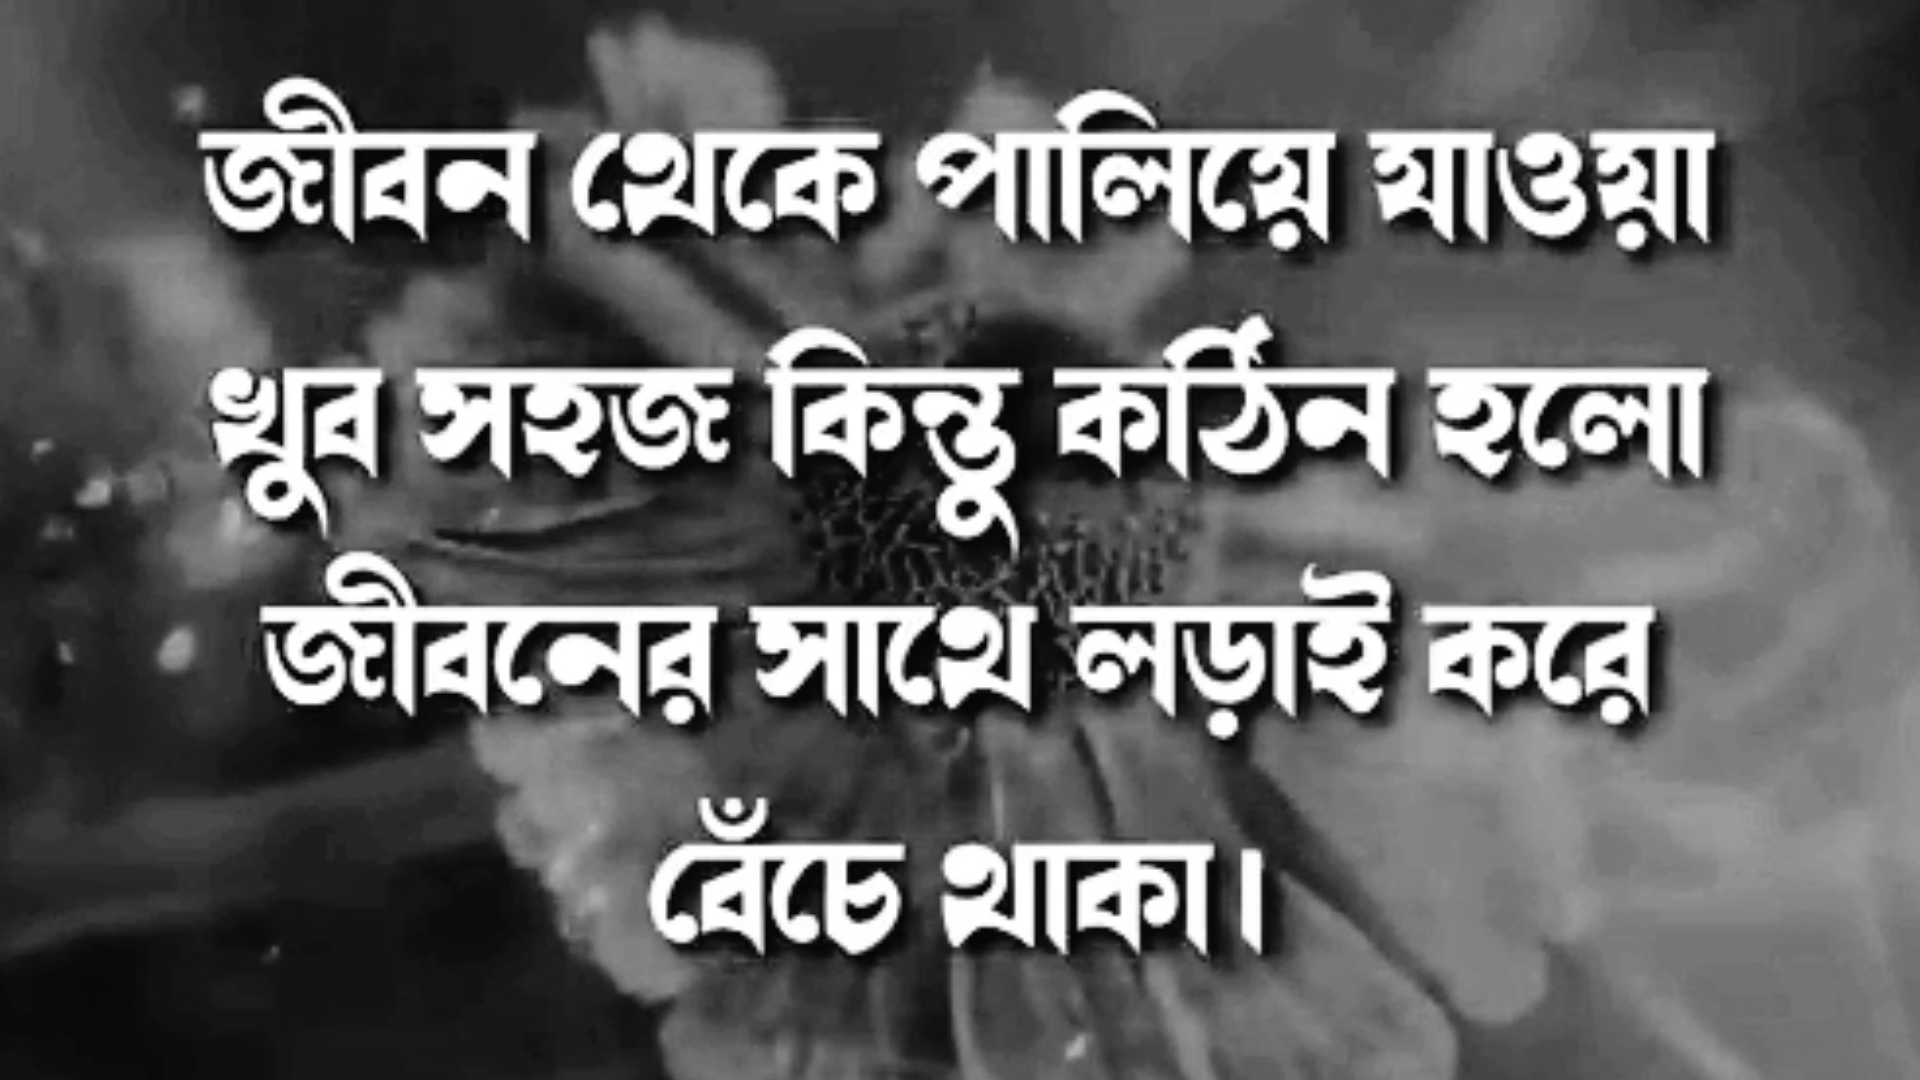 জীবন থেকে পালিয়ে যাওয়া
খুব সহজ কিন্তু কঠিন হলো
জীবনের সাথে লড়াই করে
বেঁচে থাকা।